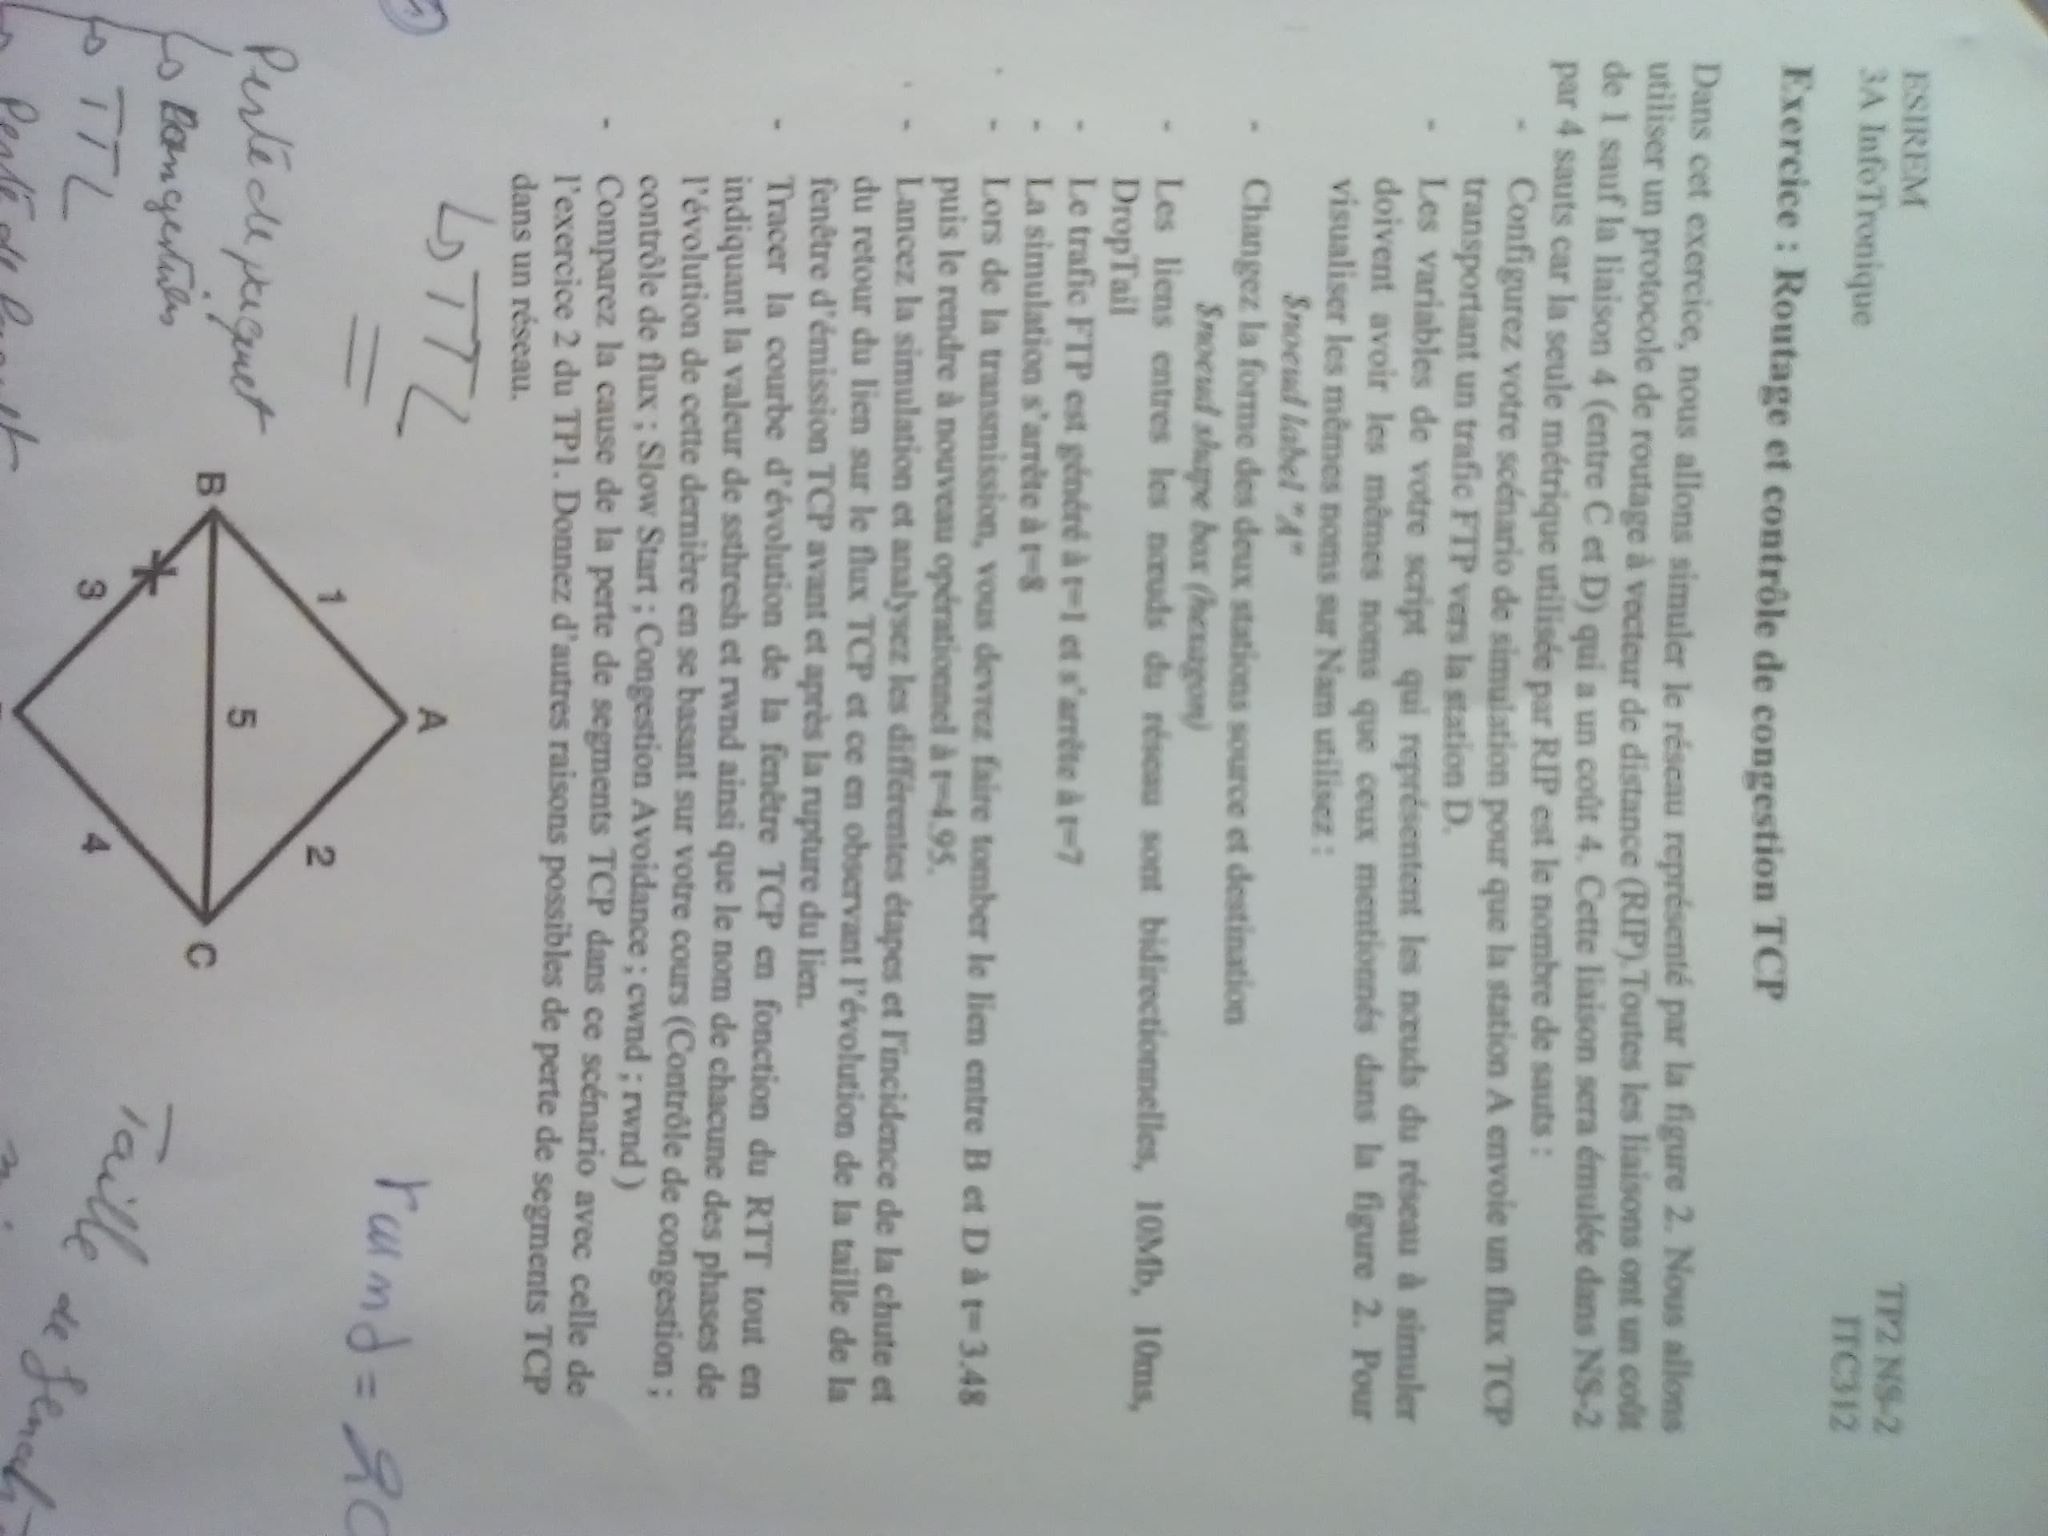 ESIREM
TP2 NS-2
3A InfoTronique
ITC312
Exercice : Routage et contrôle de congestion TCP
Dans cet exercice, nous allons simuler le réseau représenté par la figure 2. Nous allons
utiliser un protocole de routage à vecteur de distance (RIP).Toutes les liaisons ont un coût
de 1 sauf la liaison 4 (entre C et D) qui a un coût 4. Cette liaison sera émulée dans NS-2
par 4 sauts car la seule métrique utilisée par RIP est le nombre de sauts :
- Configurez votre scénario de simulation pour que la station A envoie un flux TCP
transportant un trafic FTP vers la station D.
- Les variables de votre script qui représentent les nœuds du réseau à simuler
doivent avoir les mêmes noms que ceux mentionnés dans la figure 2. Pour
visualiser les mêmes noms sur Nam utilisez :
$noeud label "A"
- Changez la forme des deux stations source et destination
$noeud shape box (hexagon)
- Les liens entres les nœuds du réseau sont bidirectionnelles, 10Mb, 10ms,
DropTail
- Le trafic FTP est généré à t=1 et s'arrête à t=7
- La simulation s'arrête à t=8
- Lors de la transmission, vous devrez faire tomber le lien entre B et D à t= 3.48
puis le rendre à nouveau opérationnel à t=4.95.
- Lancez la simulation et analysez les différentes étapes et l'incidence de la chute et
du retour du lien sur le flux TCP et ce en observant l'évolution de la taille de la
fenêtre d'émission TCP avant et après la rupture du lien.
- Tracer la courbe d'évolution de la fenêtre TCP en fonction du RTT tout en
indiquant la valeur de ssthresh et rwnd ainsi que le nom de chacune des phases de
l'évolution de cette dernière en se basant sur votre cours (Contrôle de congestion ;
contrôle de flux ; Slow Start ; Congestion Avoidance ; cwnd ; rwnd )
- Comparez la cause de la perte de segments TCP dans ce scénario avec celle de
l'exercice 2 du TP1. Donnez d'autres raisons possibles de perte de segments TCP
dans un réseau.
↳ TTL
rwnd =
A
1
2
Perte de paquet
B
5
C
↳ Congestion
3
4
Taille de
↳ TTL
↳ Perte de